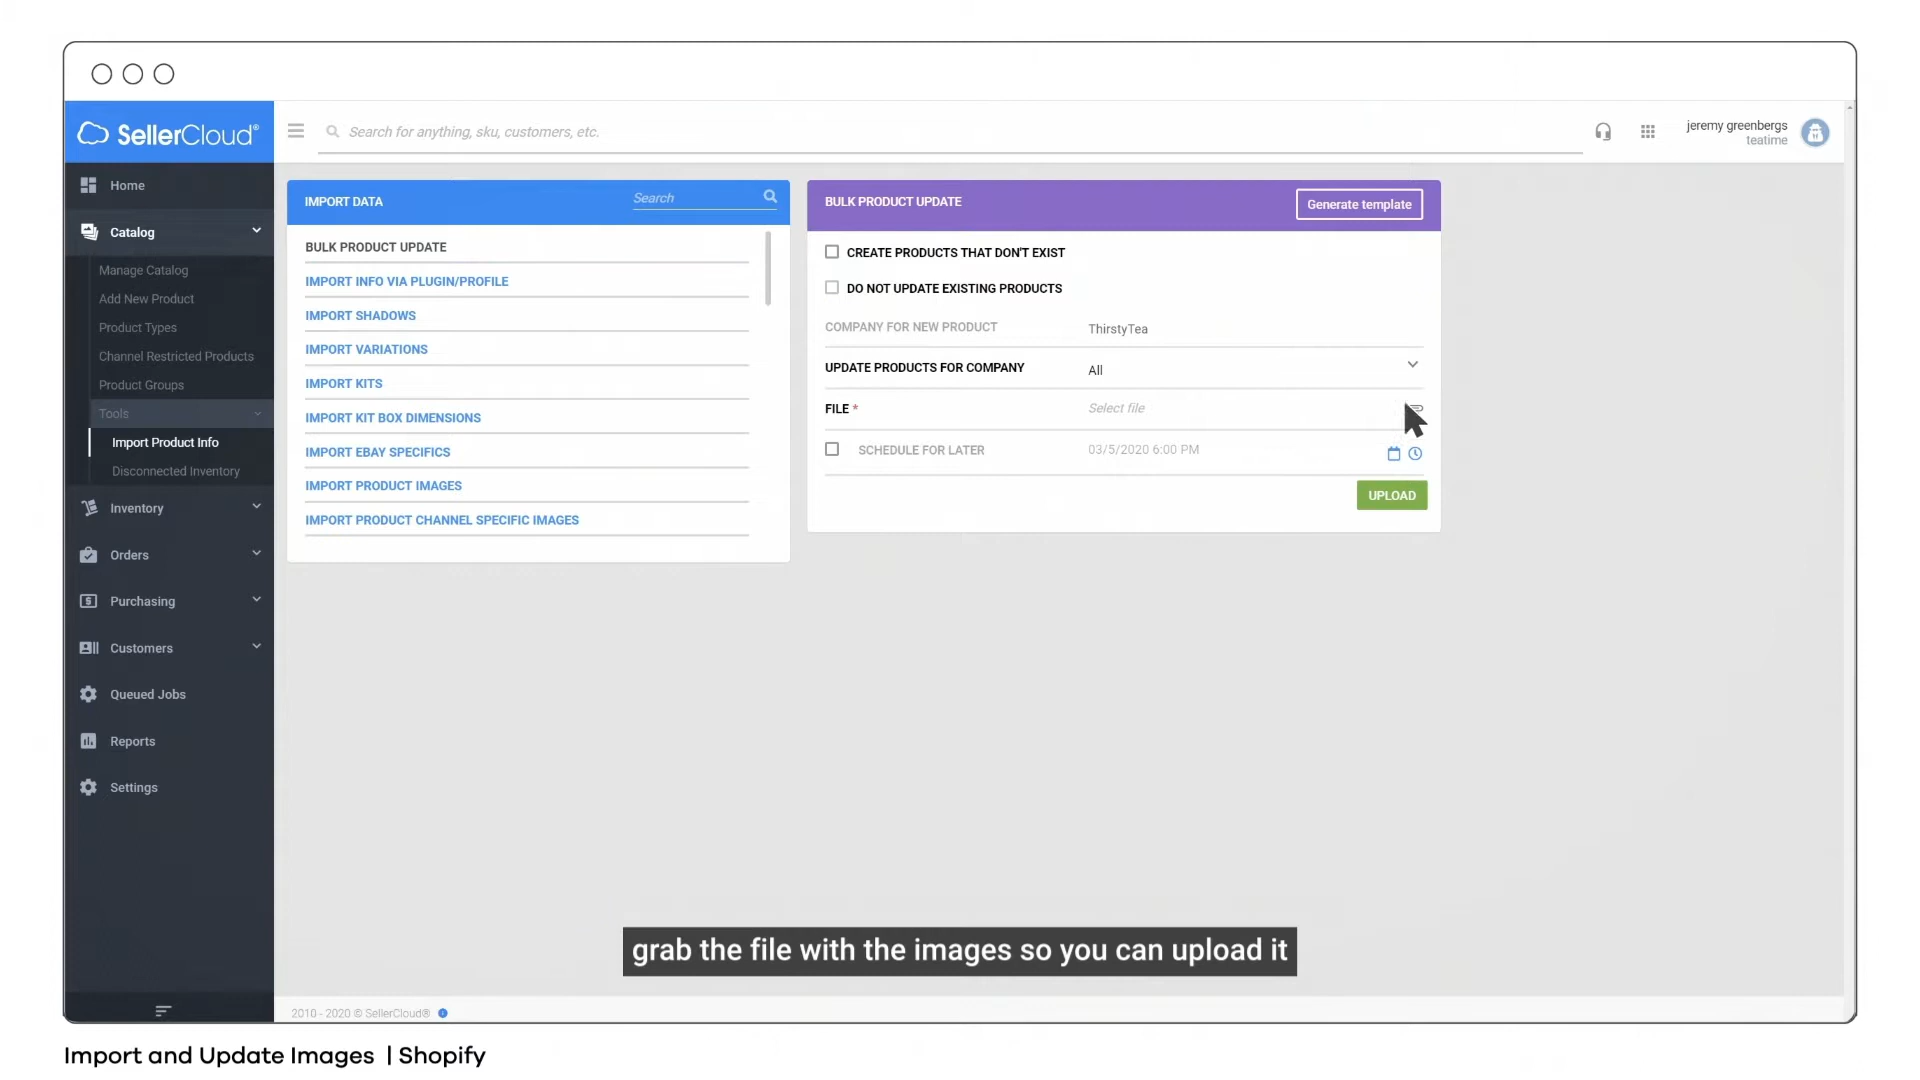 SellerCloud®
Search for anything, sku, customers, etc.
jeremy greenbergs
teatime
Home
Catalog
Manage Catalog
Add New Product
Product Types
Channel Restricted Products
Product Groups
Tools
Import Product Info
Disconnected Inventory
Inventory
Orders
Purchasing
Customers
Queued Jobs
Reports
Settings
IMPORT DATA
Search
BULK PRODUCT UPDATE
IMPORT INFO VIA PLUGIN/PROFILE
IMPORT SHADOWS
IMPORT VARIATIONS
IMPORT KITS
IMPORT KIT BOX DIMENSIONS
IMPORT EBAY SPECIFICS
IMPORT PRODUCT IMAGES
IMPORT PRODUCT CHANNEL SPECIFIC IMAGES
BULK PRODUCT UPDATE
Generate template
CREATE PRODUCTS THAT DON'T EXIST
DO NOT UPDATE EXISTING PRODUCTS
COMPANY FOR NEW PRODUCT ThirstyTea
UPDATE PRODUCTS FOR COMPANY All
FILE * Select file
SCHEDULE FOR LATER 03/5/2020 6:00 PM
UPLOAD
grab the file with the images so you can upload it
2010 - 2020 © SellerCloud®
Import and Update Images | Shopify